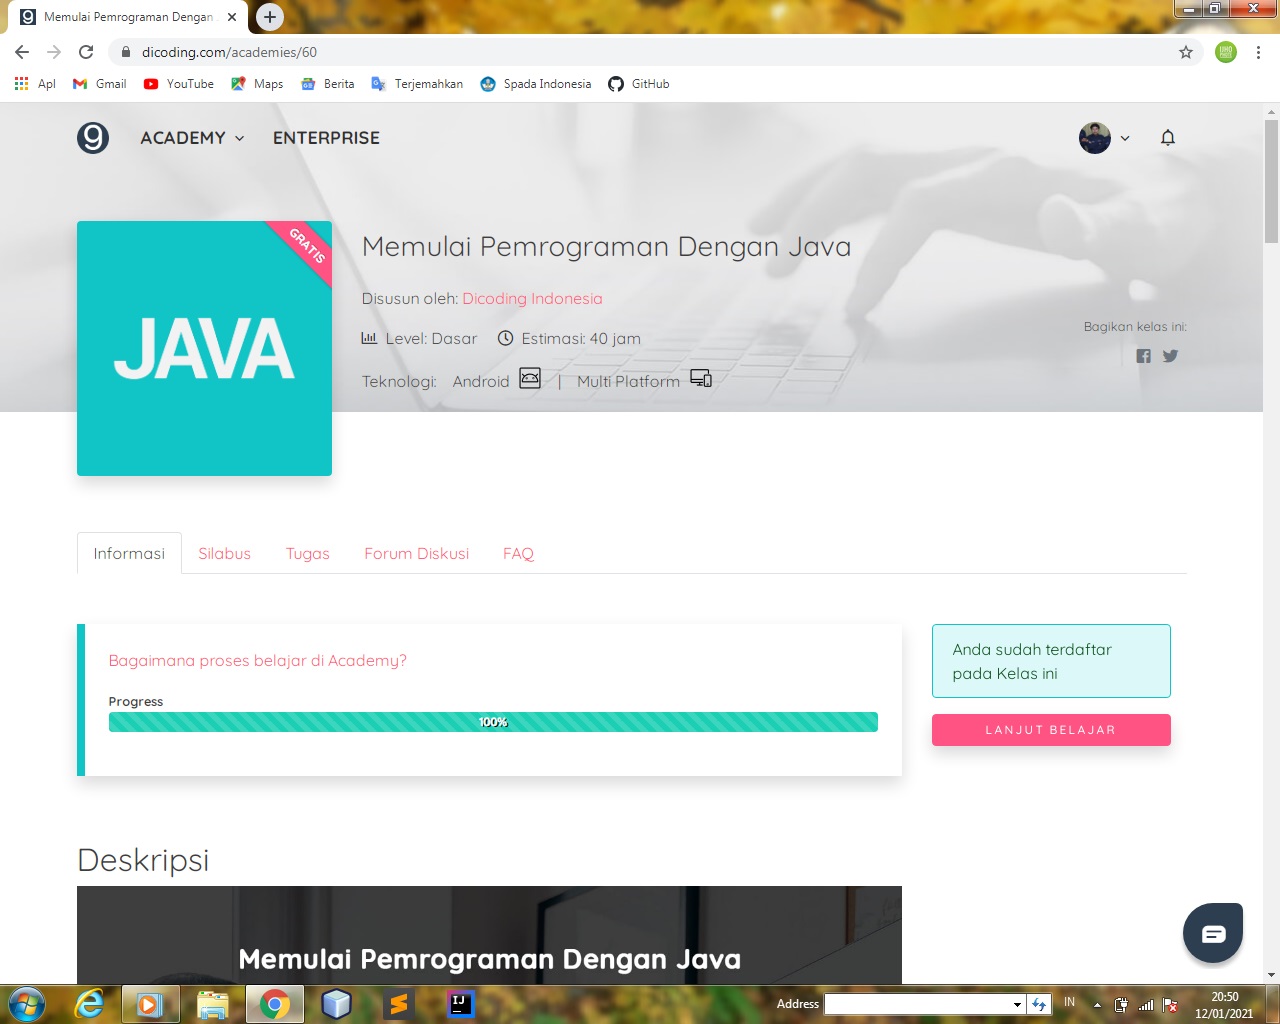 Memulai Pemrograman Dengan
dicoding.com/academies/60
Apl Gmail YouTube Maps Berita Terjemahkan Spada Indonesia GitHub
ACADEMY ENTERPRISE
GRATIS
JAVA
Memulai Pemrograman Dengan Java
Disusun oleh: Dicoding Indonesia
Level: Dasar Estimasi: 40 jam
Teknologi: Android | Multi Platform
Bagikan kelas ini:
Informasi Silabus Tugas Forum Diskusi FAQ
Bagaimana proses belajar di Academy?
Progress
100%
Anda sudah terdaftar
pada Kelas ini
LANJUT BELAJAR
Deskripsi
Memulai Pemrograman Dengan Java
Address
IN
20:50
12/01/2021